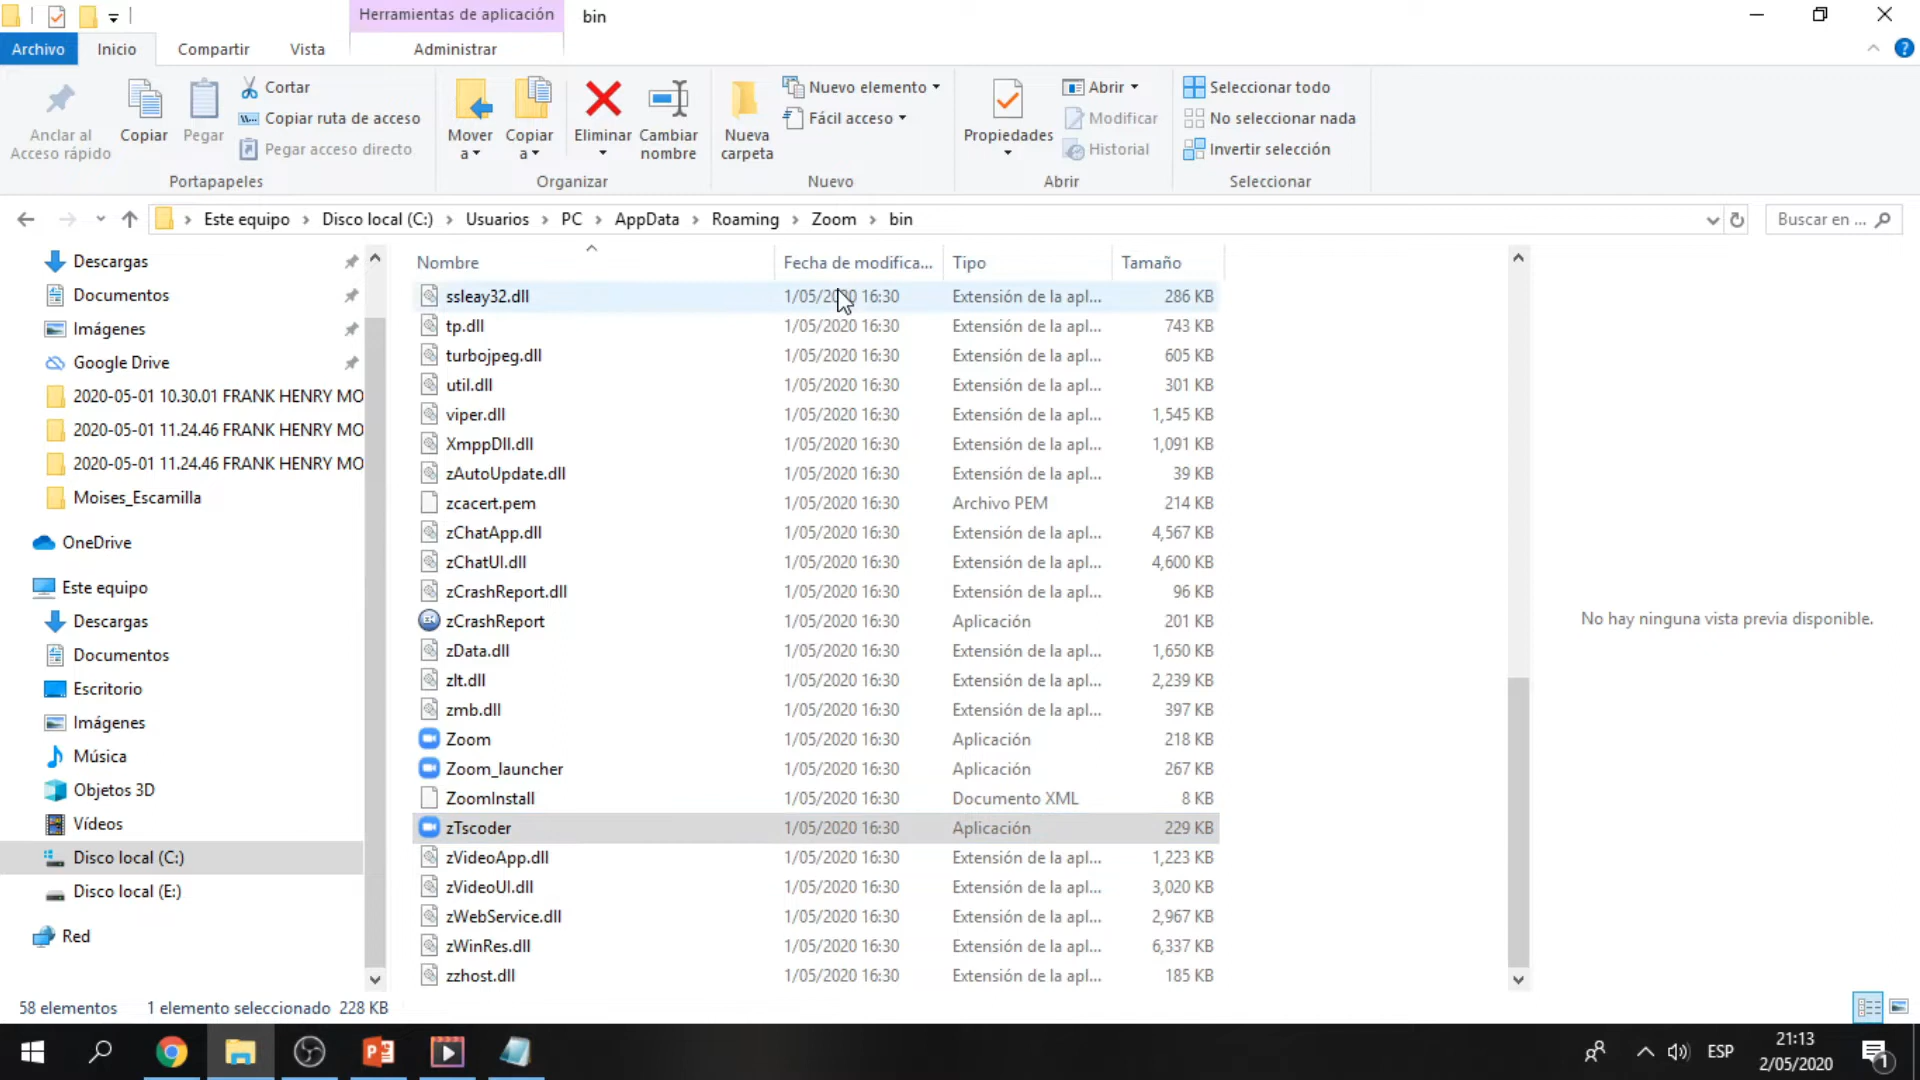 Herramientas de aplicación
bin
Archivo
Inicio
Compartir
Vista
Administrar
Anclar al
Acceso rápido
Copiar
Pegar
Cortar
Copiar ruta de acceso
Pegar acceso directo
Portapapeles
Mover
a
Copiar
a
Eliminar
Cambiar
nombre
Organizar
Nueva
carpeta
Nuevo elemento
Fácil acceso
Nuevo
Propiedades
Abrir
Modificar
Historial
Abrir
Seleccionar todo
No seleccionar nada
Invertir selección
Seleccionar
Este equipo > Disco local (C:) > Usuarios > PC > AppData > Roaming > Zoom > bin
Buscar en ...
Descargas
Documentos
Imágenes
Google Drive
2020-05-01 10.30.01 FRANK HENRY MO
2020-05-01 11.24.46 FRANK HENRY MO
2020-05-01 11.24.46 FRANK HENRY MO
Moises_Escamilla
OneDrive
Este equipo
Descargas
Documentos
Escritorio
Imágenes
Música
Objetos 3D
Vídeos
Disco local (C:)
Disco local (E:)
Red
Nombre Fecha de modifica... Tipo Tamaño
ssleay32.dll 1/05/2020 16:30 Extensión de la apl... 286 KB
tp.dll 1/05/2020 16:30 Extensión de la apl... 743 KB
turbojpeg.dll 1/05/2020 16:30 Extensión de la apl... 605 KB
util.dll 1/05/2020 16:30 Extensión de la apl... 301 KB
viper.dll 1/05/2020 16:30 Extensión de la apl... 1,545 KB
XmppDll.dll 1/05/2020 16:30 Extensión de la apl... 1,091 KB
zAutoUpdate.dll 1/05/2020 16:30 Extensión de la apl... 39 KB
zcacert.pem 1/05/2020 16:30 Archivo PEM 214 KB
zChatApp.dll 1/05/2020 16:30 Extensión de la apl... 4,567 KB
zChatUI.dll 1/05/2020 16:30 Extensión de la apl... 4,600 KB
zCrashReport.dll 1/05/2020 16:30 Extensión de la apl... 96 KB
zCrashReport 1/05/2020 16:30 Aplicación 201 KB
zData.dll 1/05/2020 16:30 Extensión de la apl... 1,650 KB
zlt.dll 1/05/2020 16:30 Extensión de la apl... 2,239 KB
zmb.dll 1/05/2020 16:30 Extensión de la apl... 397 KB
Zoom 1/05/2020 16:30 Aplicación 218 KB
Zoom_launcher 1/05/2020 16:30 Aplicación 267 KB
ZoomInstall 1/05/2020 16:30 Documento XML 8 KB
zTscoder 1/05/2020 16:30 Aplicación 229 KB
zVideoApp.dll 1/05/2020 16:30 Extensión de la apl... 1,223 KB
zVideoUI.dll 1/05/2020 16:30 Extensión de la apl... 3,020 KB
zWebService.dll 1/05/2020 16:30 Extensión de la apl... 2,967 KB
zWinRes.dll 1/05/2020 16:30 Extensión de la apl... 6,337 KB
zzhost.dll 1/05/2020 16:30 Extensión de la apl... 185 KB
No hay ninguna vista previa disponible.
58 elementos 1 elemento seleccionado 228 KB
ESP
21:13
2/05/2020
1